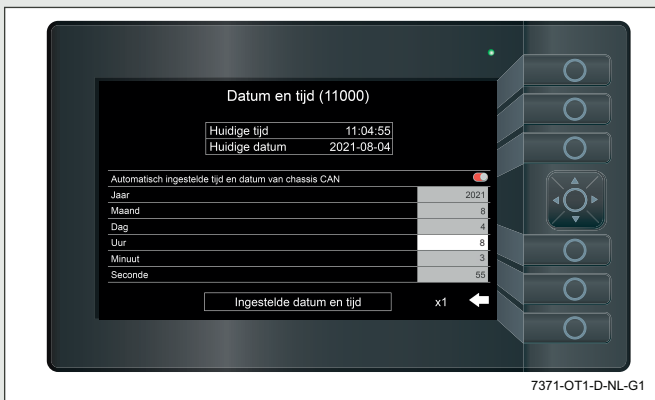 Datum en tijd (11000)
Huidige tijd 11:04:55
Huidige datum 2021-08-04
Automatisch ingestelde tijd en datum van chassis CAN
Jaar 2021
Maand 8
Dag 4
Uur 8
Minuut 3
Seconde 55
Ingestelde datum en tijd x1
7371-OT1-D-NL-G1